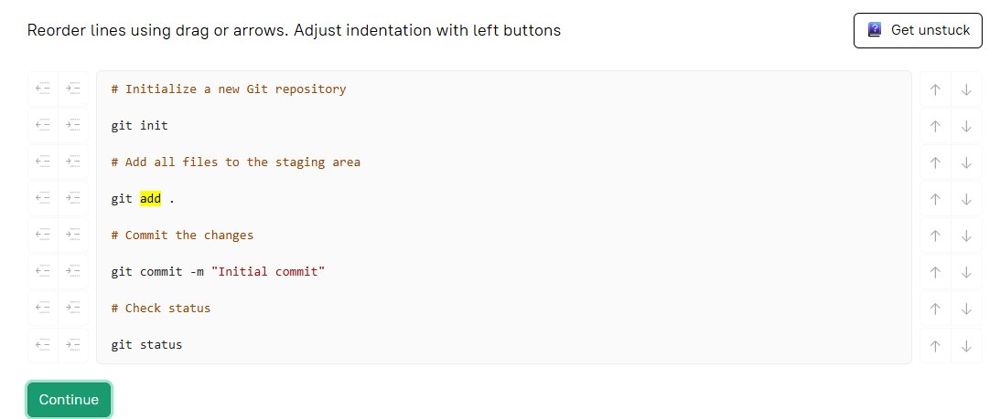 Reorder lines using drag or arrows. Adjust indentation with left buttons
Get unstuck
# Initialize a new Git repository
git init
# Add all files to the staging area
git add .
# Commit the changes
git commit -m "Initial commit"
# Check status
git status
Continue